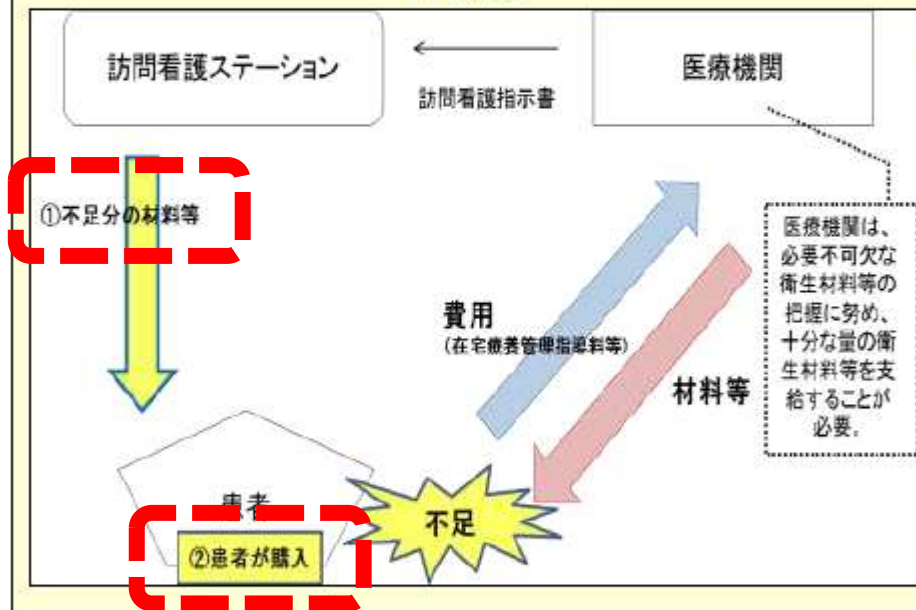 訪問看護ステーション
医療機関
訪問看護指示書
①不足分の材料等
医療機関は、
必要不可欠な
衛生材料等の
把握に努め、
十分な量の衛
生材料等を支
給することが
必要。
費用
(在宅療養管理指導料等)
材料等
患者
不足
②患者が購入